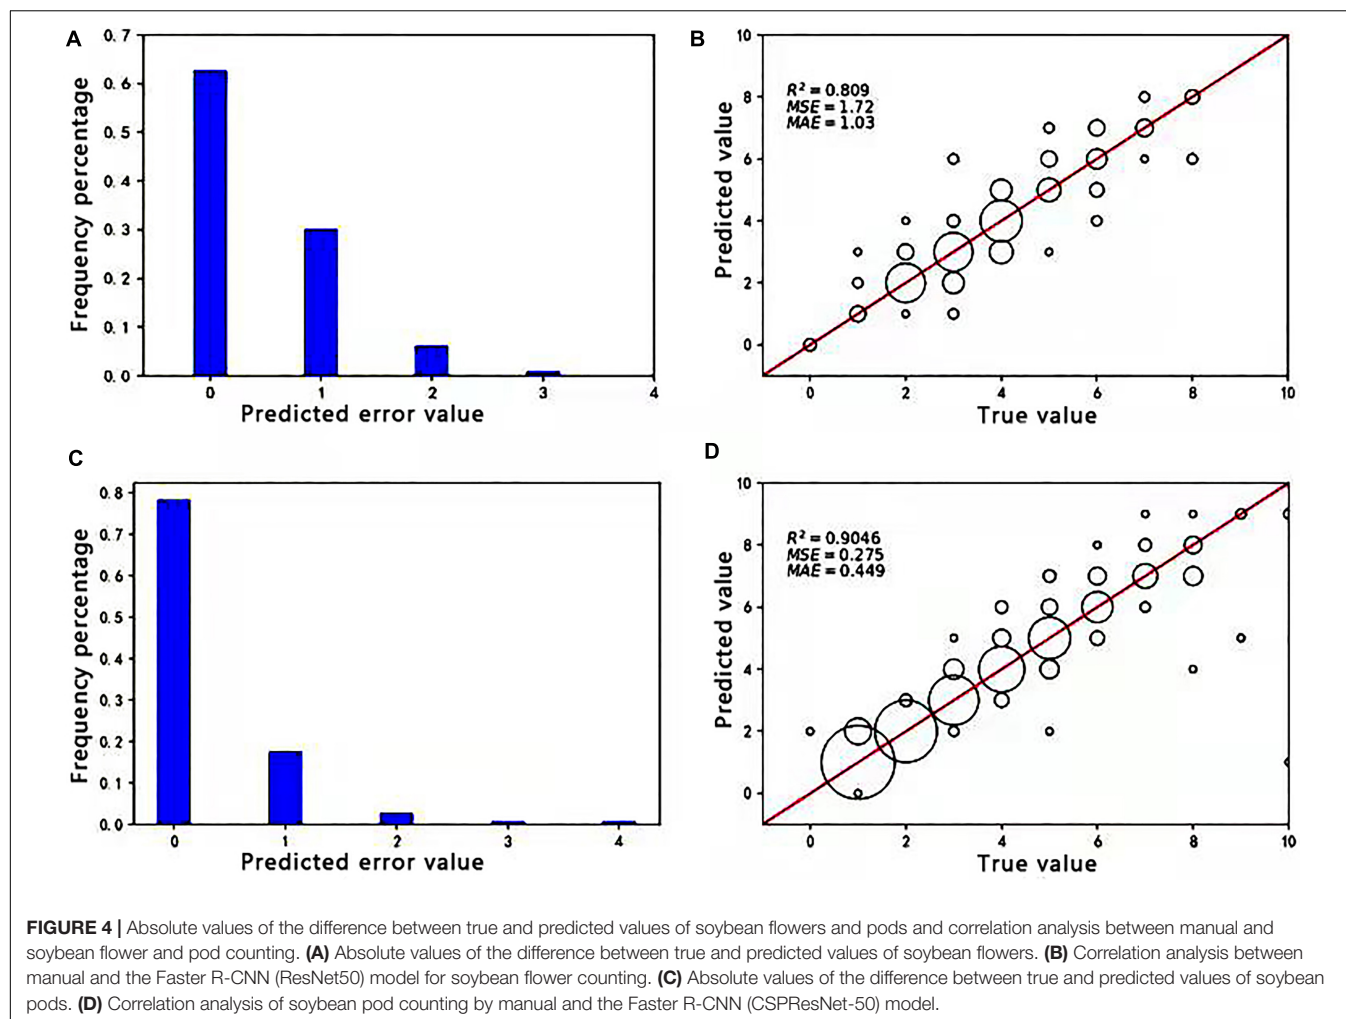 A
Frequency percentage
0.7
0.6
0.5
0.4
0.3
0.2
0.1
0.0
0 1 2 3 4
Predicted error value
B
Predicted value
10
8
6
4
2
0
R² = 0.809
MSE = 1.72
MAE = 1.03
0 2 4 6 8 10
True value
C
Frequency percentage
0.8
0.7
0.6
0.5
0.4
0.3
0.2
0.1
0.0
0 1 2 3 4
Predicted error value
D
Predicted value
10
8
6
4
2
0
R² = 0.9046
MSE = 0.275
MAE = 0.449
0 2 4 6 8 10
True value
FIGURE 4 | Absolute values of the difference between true and predicted values of soybean flowers and pods and correlation analysis between manual and
soybean flower and pod counting. (A) Absolute values of the difference between true and predicted values of soybean flowers. (B) Correlation analysis between
manual and the Faster R-CNN (ResNet50) model for soybean flower counting. (C) Absolute values of the difference between true and predicted values of soybean
pods. (D) Correlation analysis of soybean pod counting by manual and the Faster R-CNN (CSPResNet-50) model.